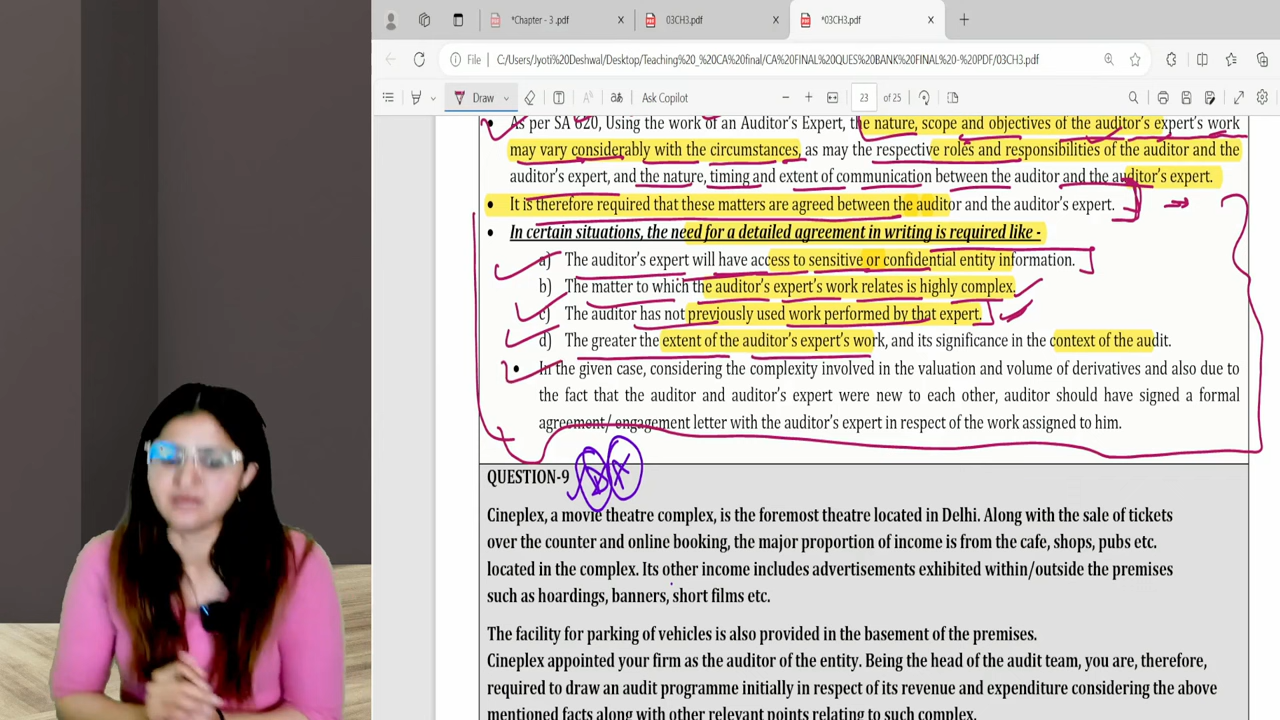 *Chapter - 3 .pdf
03CH3.pdf
*03CH3.pdf
File
C:/Users/Jyoti%20Deshwal/Desktop/Teaching%20_%20CA%20final/CA%20FINAL%20QUES%20BANK%20FINAL%20-%20PDF/03CH3.pdf
Draw
Ask Copilot
23 of 25
• As per SA 620, Using the work of an Auditor's Expert, the nature, scope and objectives of the auditor's expert's work
may vary considerably with the circumstances, as may the respective roles and responsibilities of the auditor and the
auditor's expert, and the nature, timing and extent of communication between the auditor and the auditor's expert.
• It is therefore required that these matters are agreed between the auditor and the auditor's expert.
• In certain situations, the need for a detailed agreement in writing is required like -
a) The auditor's expert will have access to sensitive or confidential entity information.
b) The matter to which the auditor's expert's work relates is highly complex.
c) The auditor has not previously used work performed by that expert.
d) The greater the extent of the auditor's expert's work, and its significance in the context of the audit.
• In the given case, considering the complexity involved in the valuation and volume of derivatives and also due to
the fact that the auditor and auditor's expert were new to each other, auditor should have signed a formal
agreement/ engagement letter with the auditor's expert in respect of the work assigned to him.
QUESTION-9
Cineplex, a movie theatre complex, is the foremost theatre located in Delhi. Along with the sale of tickets
over the counter and online booking, the major proportion of income is from the cafe, shops, pubs etc.
located in the complex. Its other income includes advertisements exhibited within/outside the premises
such as hoardings, banners, short films etc.
The facility for parking of vehicles is also provided in the basement of the premises.
Cineplex appointed your firm as the auditor of the entity. Being the head of the audit team, you are, therefore,
required to draw an audit programme initially in respect of its revenue and expenditure considering the above
mentioned facts along with other relevant points relating to such complex.